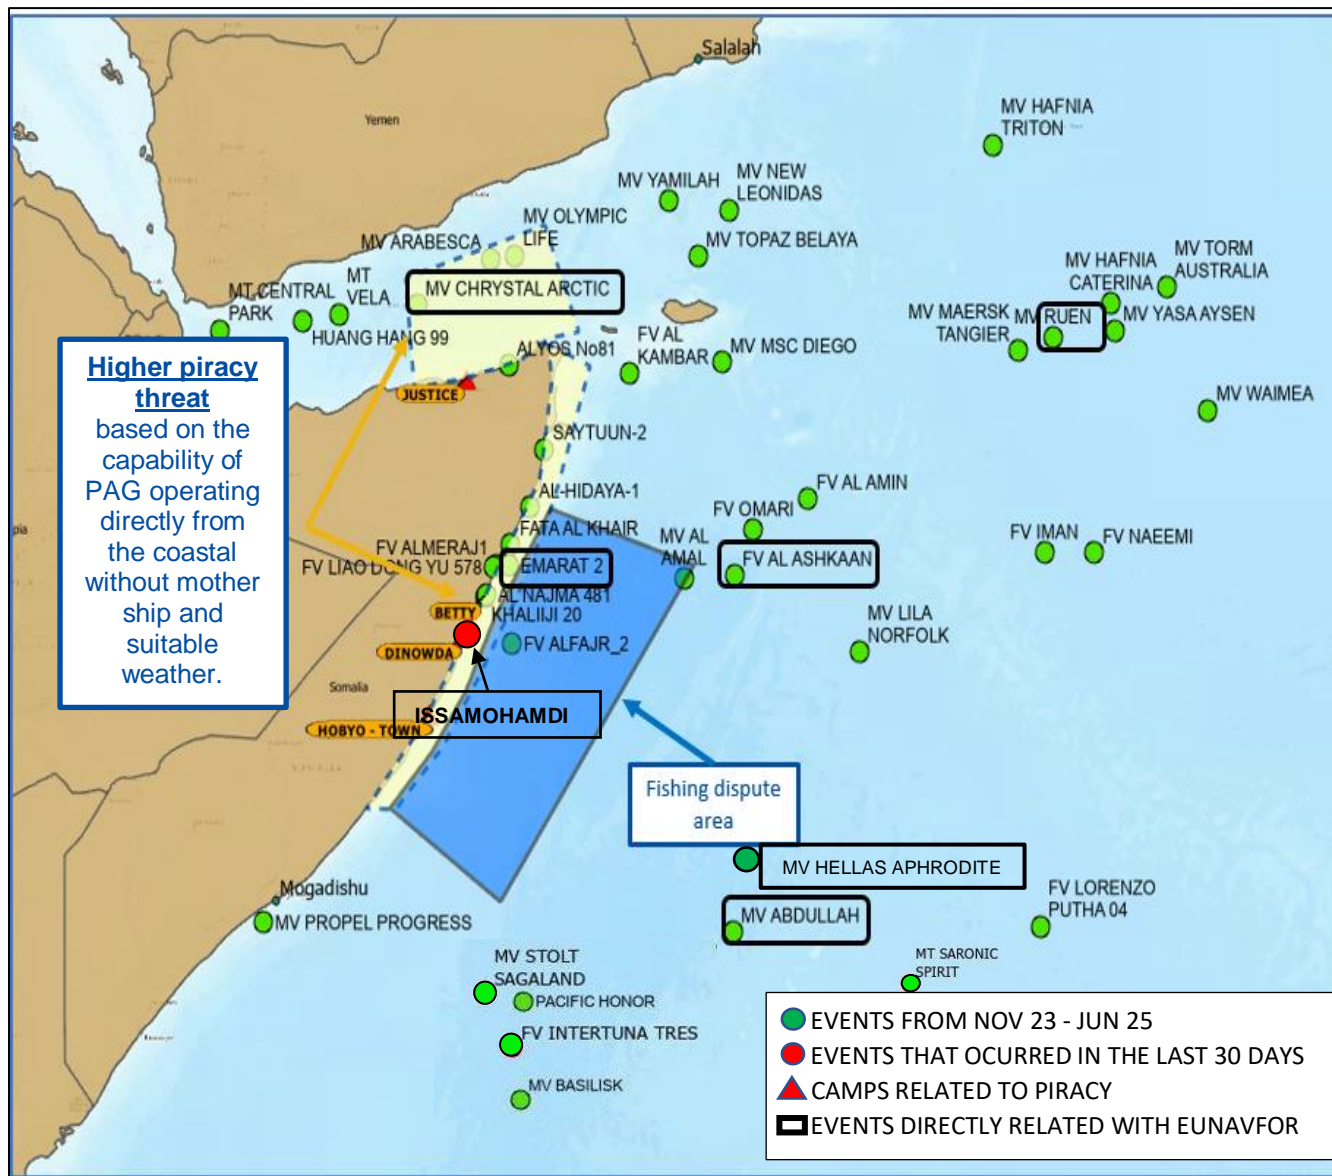 Salalah
Yemen
MV HAFNIA
TRITON
MV YAMILAH
MV NEW
LEONIDAS
MV OLYMPIC
LIFE
MV ARABESCA
MV TOPAZ BELAYA
MV HAFNIA
CATERINA
MV TORM
AUSTRALIA
MT CENTRAL
PARK
MT
VELA
MV CHRYSTAL ARCTIC
HUANG HANG 99
MV MAERSK
TANGIER
MV RUEN
MV YASA AYSEN
ALYOS No81
FV AL
KAMBAR
MV MSC DIEGO
JUSTICE
MV WAIMEA
Higher piracy
threat
based on the
capability of
PAG operating
directly from
the coastal
without mother
ship and
suitable
weather.
SAYTUUN-2
AL-HIDAYA-1
FV AL AMIN
FV OMARI
FATA AL KHAIR
MV AL
AMAL
FV IMAN
FV NAEEMI
FV ALMERAJ1
FV LIAO DONG YU 578
EMARAT 2
FV AL ASHKAAN
AL NAJMA 481
BETTY
KHALIIJI 20
MV LILA
NORFOLK
DINOWDA
FV ALFAJR_2
Somalia
ISSAMOHAMDI
HOBYO - TOWN
Fishing dispute
area
MV HELLAS APHRODITE
Mogadishu
MV PROPEL PROGRESS
MV ABDULLAH
FV LORENZO
PUTHA 04
MV STOLT
SAGALAND
PACIFIC HONOR
MT SARONIC
SPIRIT
FV INTERTUNA TRES
MV BASILISK
EVENTS FROM NOV 23 - JUN 25
EVENTS THAT OCURRED IN THE LAST 30 DAYS
CAMPS RELATED TO PIRACY
EVENTS DIRECTLY RELATED WITH EUNAVFOR